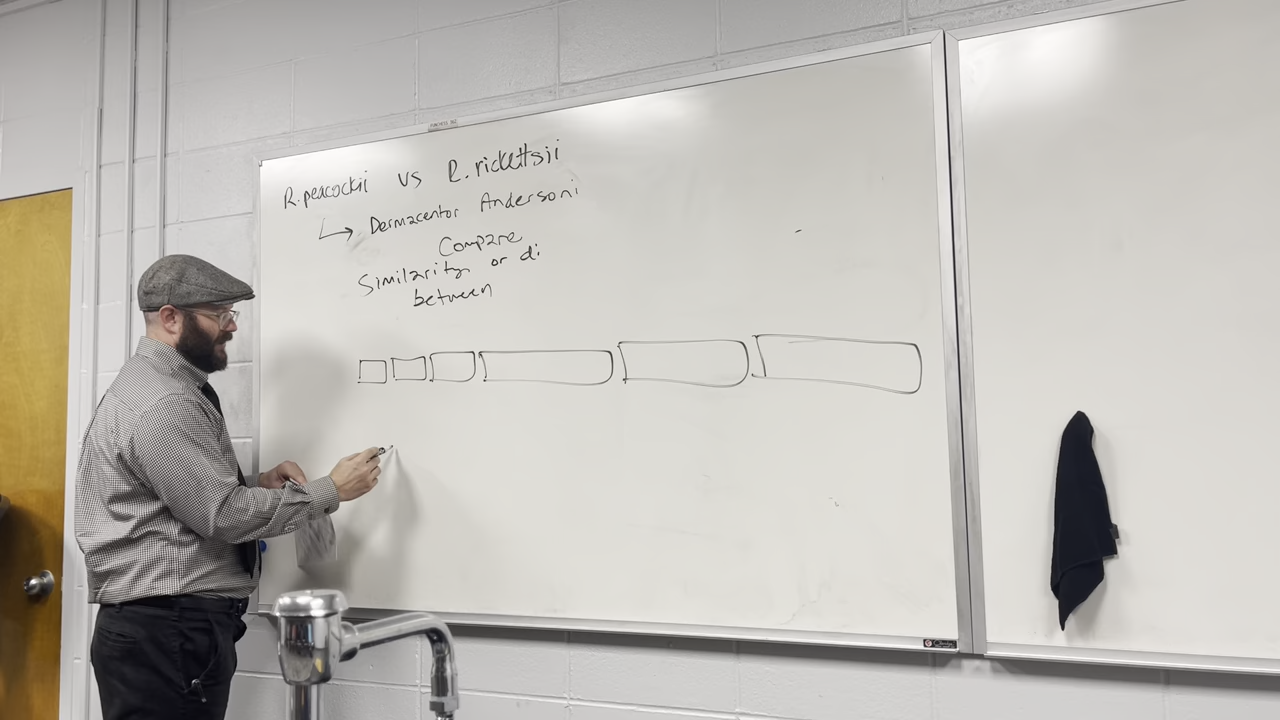 R. peacockii vs R. rickettsii
↳ Dermacentor Andersoni
Compare
Similarity or di
between